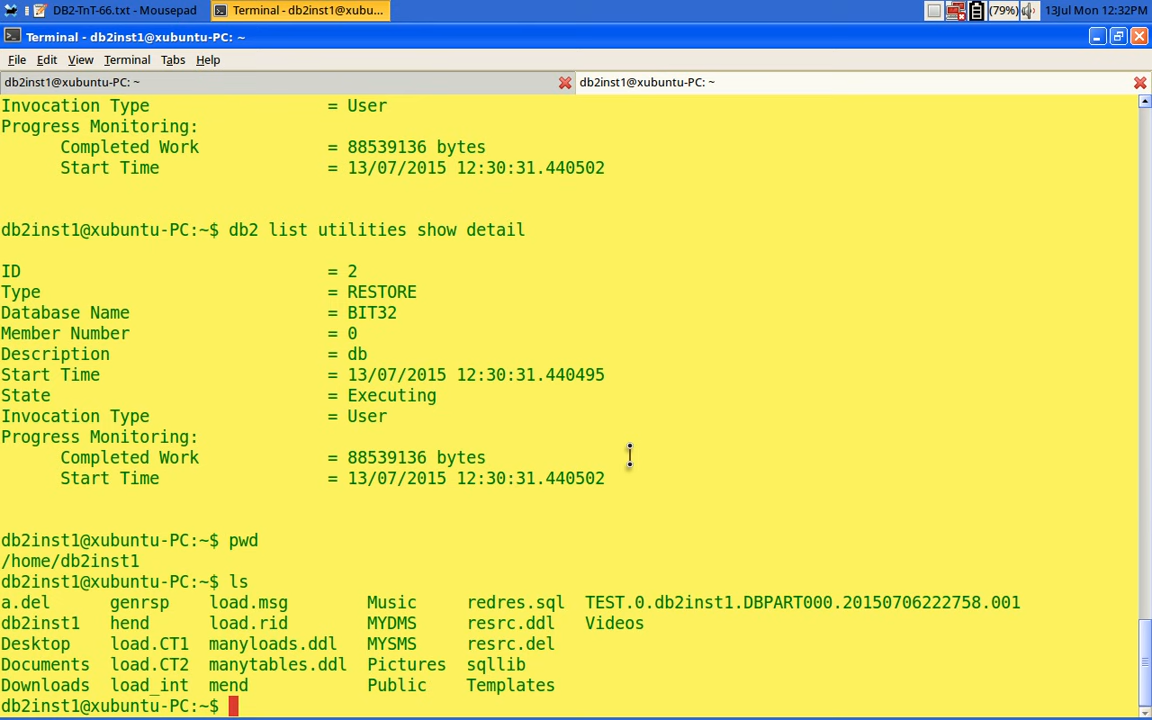 DB2-TnT-66.txt - Mousepad Terminal - db2inst1@xubu... (79%) 13Jul Mon 12:32PM
Terminal - db2inst1@xubuntu-PC: ~
File Edit View Terminal Tabs Help
db2inst1@xubuntu-PC: ~ db2inst1@xubuntu-PC: ~
Invocation Type = User
Progress Monitoring:
Completed Work = 88539136 bytes
Start Time = 13/07/2015 12:30:31.440502
db2inst1@xubuntu-PC:~$ db2 list utilities show detail
ID = 2
Type = RESTORE
Database Name = BIT32
Member Number = 0
Description = db
Start Time = 13/07/2015 12:30:31.440495
State = Executing
Invocation Type = User
Progress Monitoring:
Completed Work = 88539136 bytes
Start Time = 13/07/2015 12:30:31.440502
db2inst1@xubuntu-PC:~$ pwd
/home/db2inst1
db2inst1@xubuntu-PC:~$ ls
a.del genrsp load.msg Music redres.sql TEST.0.db2inst1.DBPART000.20150706222758.001
db2inst1 hend load.rid MYDMS resrc.ddl Videos
Desktop load.CT1 manyloads.ddl MYSMS resrc.del
Documents load.CT2 manytables.ddl Pictures sqllib
Downloads load_int mend Public Templates
db2inst1@xubuntu-PC:~$